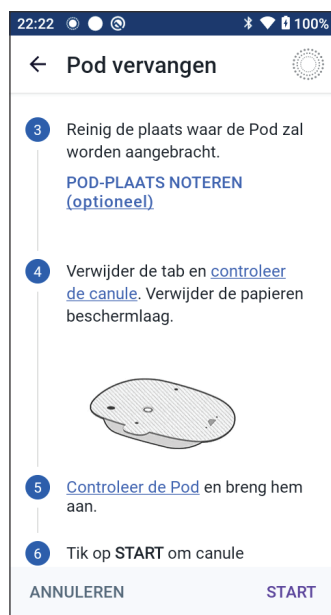 22:22 100%
Pod vervangen
3 Reinig de plaats waar de Pod zal
worden aangebracht.
POD-PLAATS NOTEREN
(optioneel)
4 Verwijder de tab en controleer
de canule. Verwijder de papieren
beschermlaag.
5 Controleer de Pod en breng hem
aan.
6 Tik op START om canule
ANNULEREN START